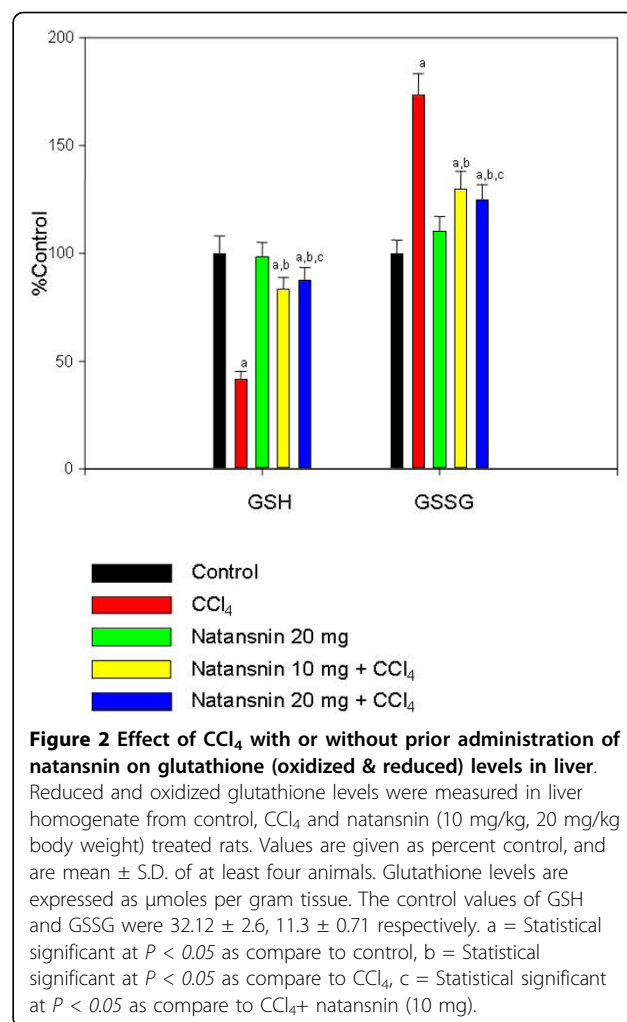 200
150
100
50
0
%Control
a
a,b
a,b,c
a
a,b
a,b,c
GSH GSSG
Control
CCl₄
Natansnin 20 mg
Natansnin 10 mg + CCl₄
Natansnin 20 mg + CCl₄
Figure 2 Effect of CCl₄ with or without prior administration of
natansnin on glutathione (oxidized & reduced) levels in liver.
Reduced and oxidized glutathione levels were measured in liver
homogenate from control, CCl₄ and natansnin (10 mg/kg, 20 mg/kg
body weight) treated rats. Values are given as percent control, and
are mean ± S.D. of at least four animals. Glutathione levels are
expressed as μmoles per gram tissue. The control values of GSH
and GSSG were 32.12 ± 2.6, 11.3 ± 0.71 respectively. a = Statistical
significant at P < 0.05 as compare to control, b = Statistical
significant at P < 0.05 as compare to CCl₄, c = Statistical significant
at P < 0.05 as compare to CCl₄+ natansnin (10 mg).